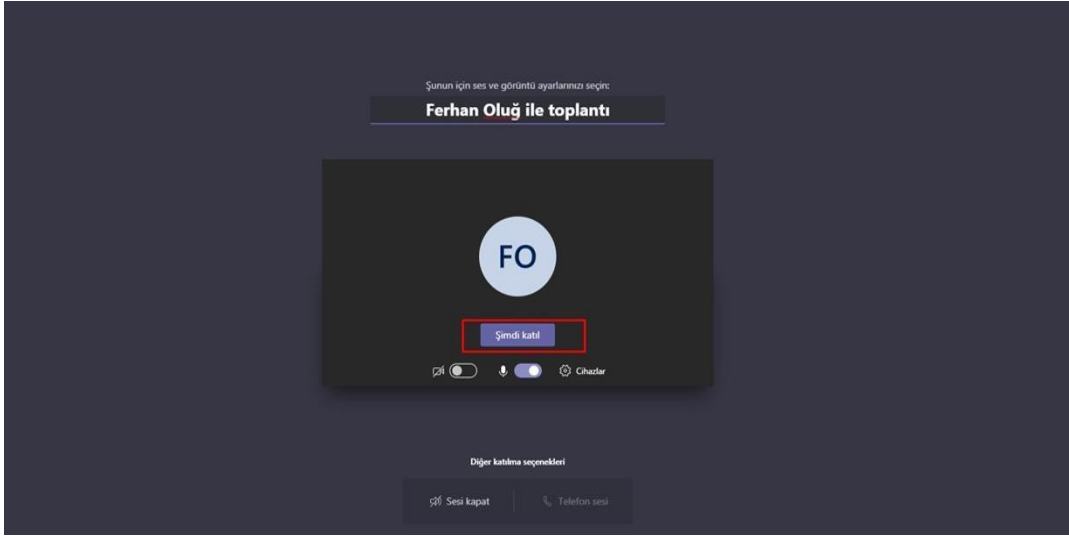 Şunun için ses ve görüntü ayarlarınızı seçin:
Ferhan Oluğ ile toplantı
FO
Şimdi katıl
Cihazlar
Diğer katılma seçenekleri
Sesi kapat
Telefon sesi